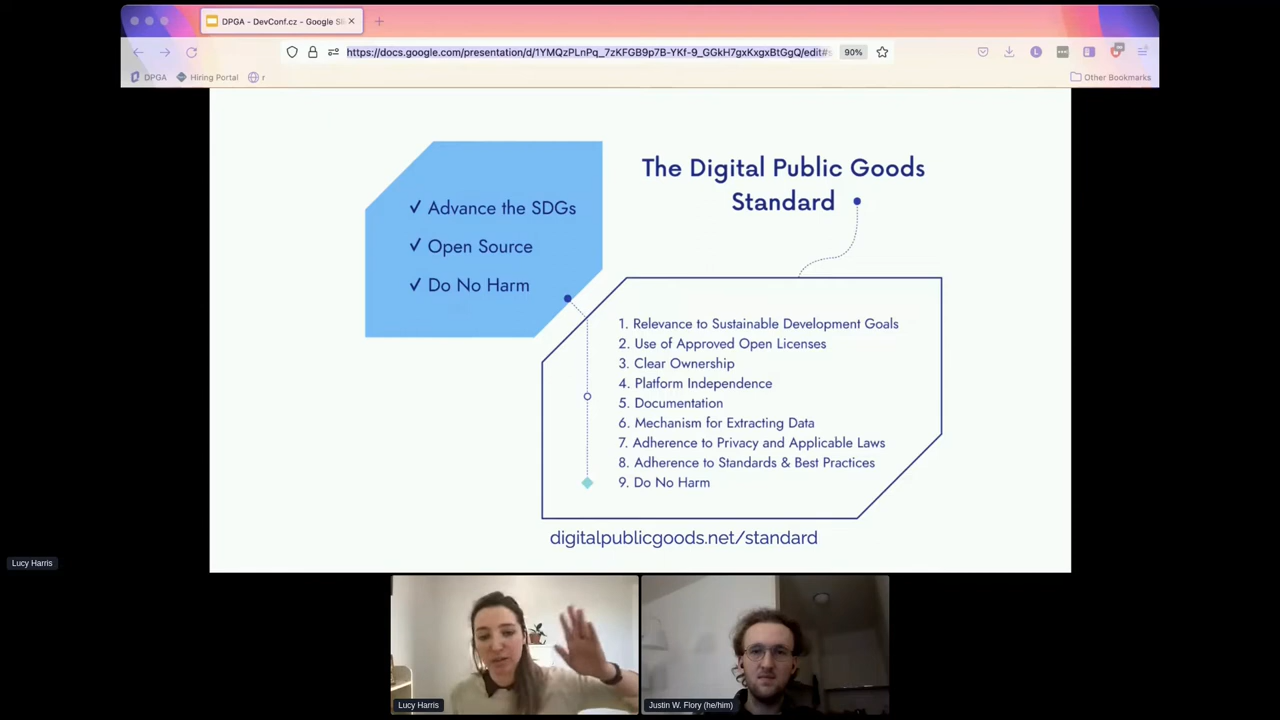 DPGA - DevConf.cz - Google Sl
https://docs.google.com/presentation/d/1YMQzPLnPq_7zKFGB9p7B-YKf-9_GGkH7gxKxgxBtGgQ/edit#s
90%
DPGA
Hiring Portal
r
Other Bookmarks
✓ Advance the SDGs
✓ Open Source
✓ Do No Harm
The Digital Public Goods
Standard
1. Relevance to Sustainable Development Goals
2. Use of Approved Open Licenses
3. Clear Ownership
4. Platform Independence
5. Documentation
6. Mechanism for Extracting Data
7. Adherence to Privacy and Applicable Laws
8. Adherence to Standards & Best Practices
9. Do No Harm
digitalpublicgoods.net/standard
Lucy Harris
Lucy Harris
Justin W. Flory (he/him)